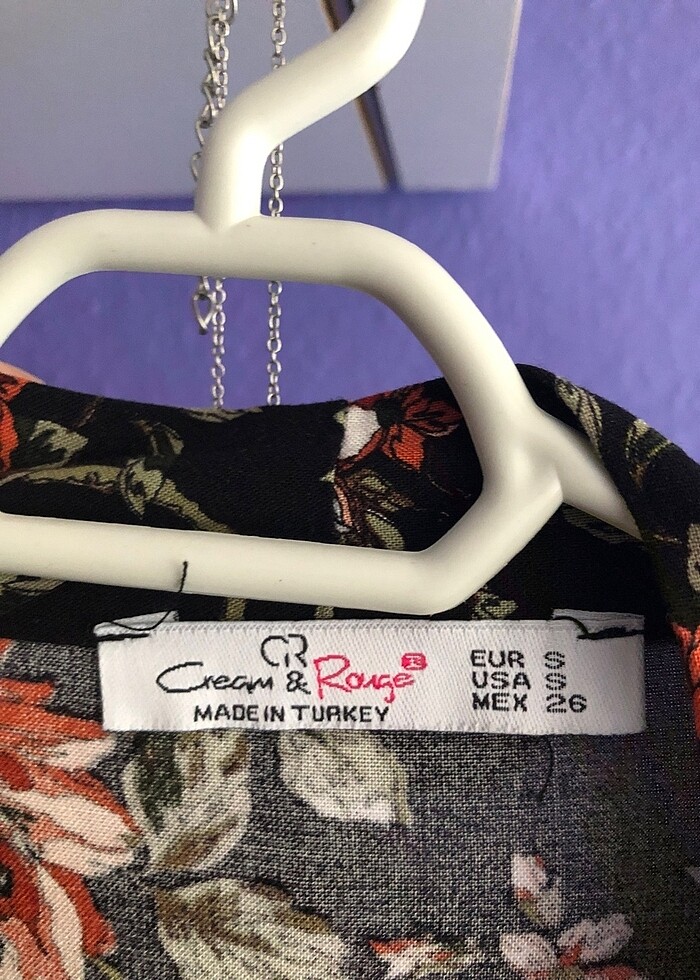 CR
Cream & Rouge
MADE IN TURKEY
EUR S
USA S
MEX 26